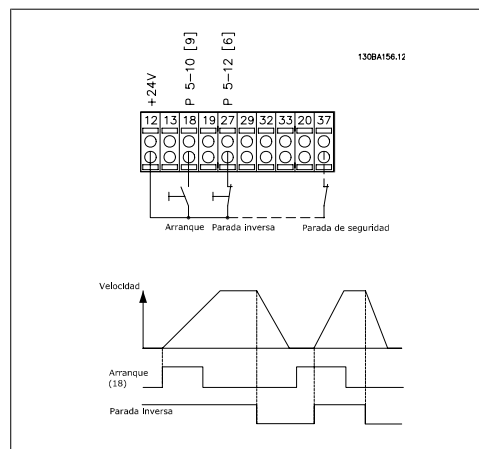 P 5-10 [9]
P 5-12 [6]
+24V
130BA156.12
12 13 18 19 27 29 32 33 20 37
Arranque Parada inversa Parada de seguridad
Velocidad
Arranque
(18)
Parada Inversa